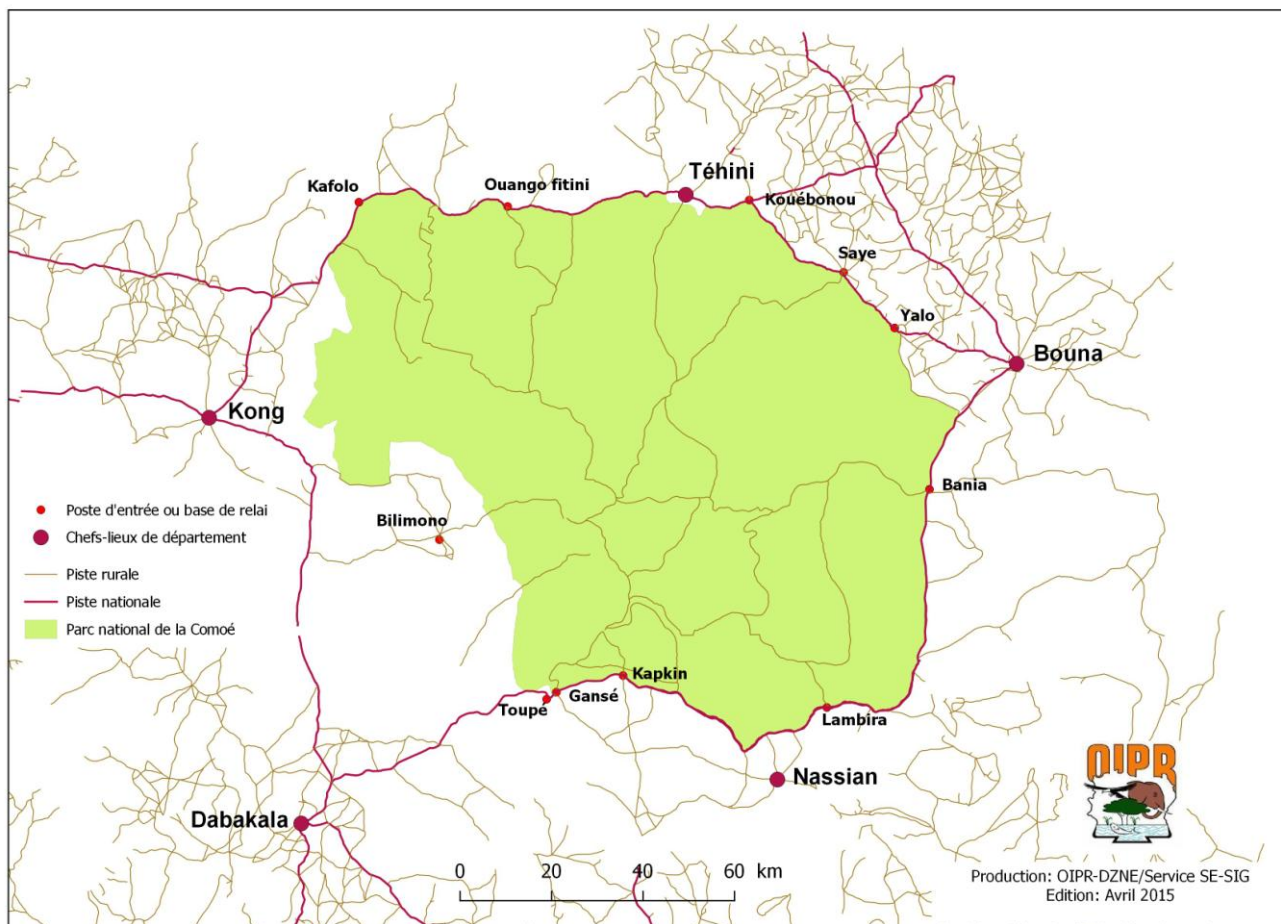 Téhini
Kafolo
Ouango fitini
Kouébonou
Saye
Yalo
Bouna
Kong
Bania
Poste d'entrée ou base de relai
Bilimono
Chefs-lieux de département
Piste rurale
Piste nationale
Parc national de la Comoé
Kapkin
Gansé
Toupé
Lambira
Nassian
OIPR
Dabakala
0 20 40 60 km
Production: OIPR-DZNE/Service SE-SIG
Edition: Avril 2015